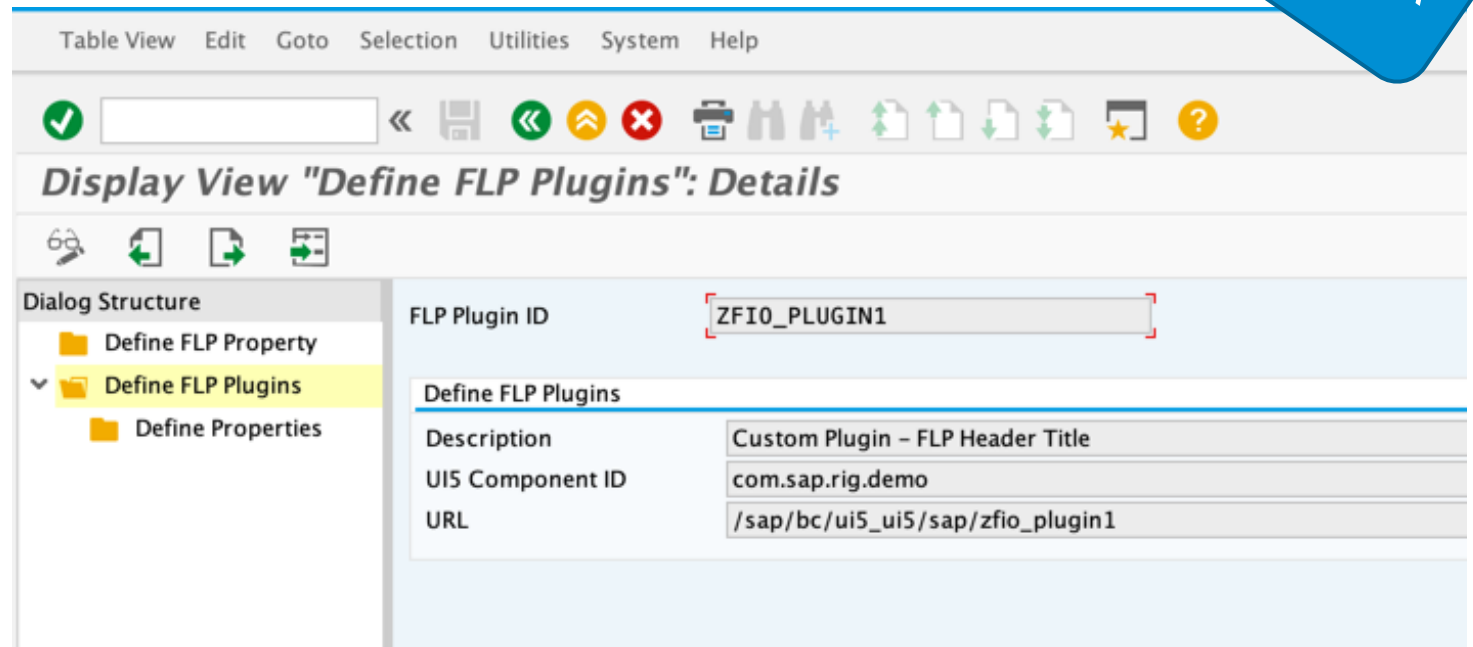 Table View Edit Goto Selection Utilities System Help
Display View "Define FLP Plugins": Details
Dialog Structure
Define FLP Property
Define FLP Plugins
Define Properties
FLP Plugin ID ZFIO_PLUGIN1
Define FLP Plugins
Description Custom Plugin – FLP Header Title
UI5 Component ID com.sap.rig.demo
URL /sap/bc/ui5_ui5/sap/zfio_plugin1